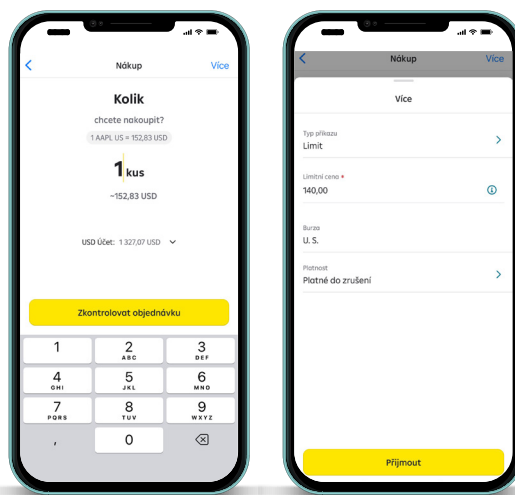 Nákup
Více
Kolik
chcete nakoupit?
1 AAPL US = 152,83 USD
1 kus
~152,83 USD
USD Účet: 1 327,07 USD
Zkontrolovat objednávku
1
2
ABC
3
DEF
4
GHI
5
JKL
6
MNO
7
PQRS
8
TUV
9
WXYZ
,
0
Nákup
Více
Více
Typ příkazu
Limit
Limitní cena •
140,00
Burza
U. S.
Platnost
Platné do zrušení
Přijmout